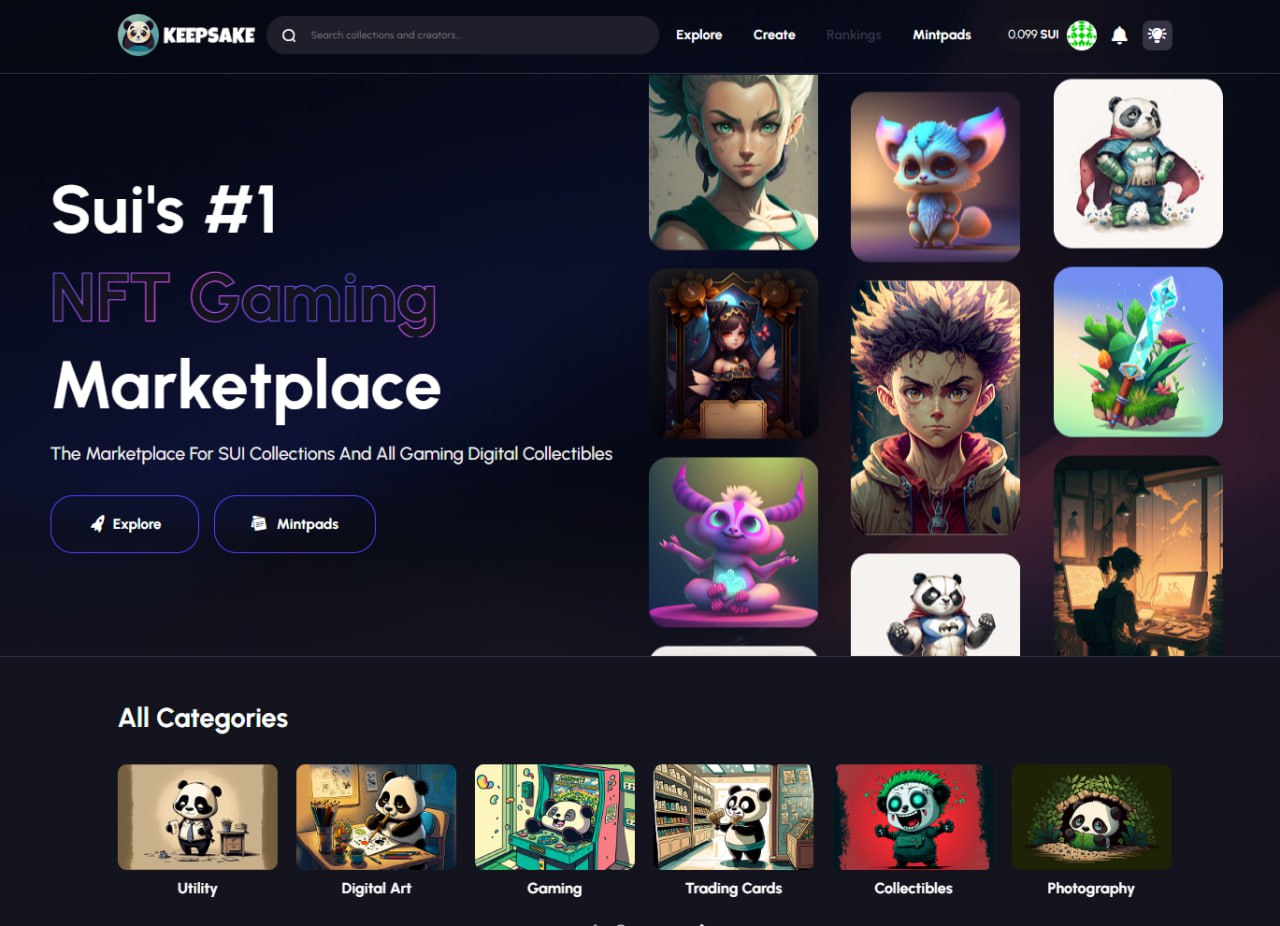 KEEPSAKE
Search collections and creators...
Explore
Create
Rankings
Mintpads
0.099 SUI
Sui's #1
NFT Gaming
Marketplace
The Marketplace For SUI Collections And All Gaming Digital Collectibles
Explore
Mintpads
All Categories
Utility
Digital Art
Gaming
Trading Cards
Collectibles
Photography